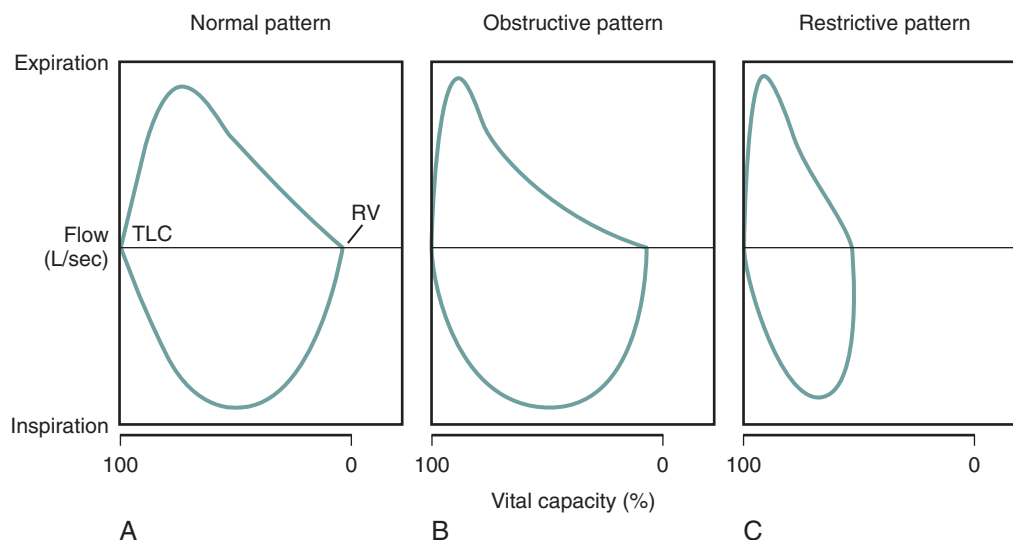 Normal pattern
Obstructive pattern
Restrictive pattern
Expiration
Flow
(L/sec)
Inspiration
TLC
RV
100 0
100 0
100 0
Vital capacity (%)
A
B
C